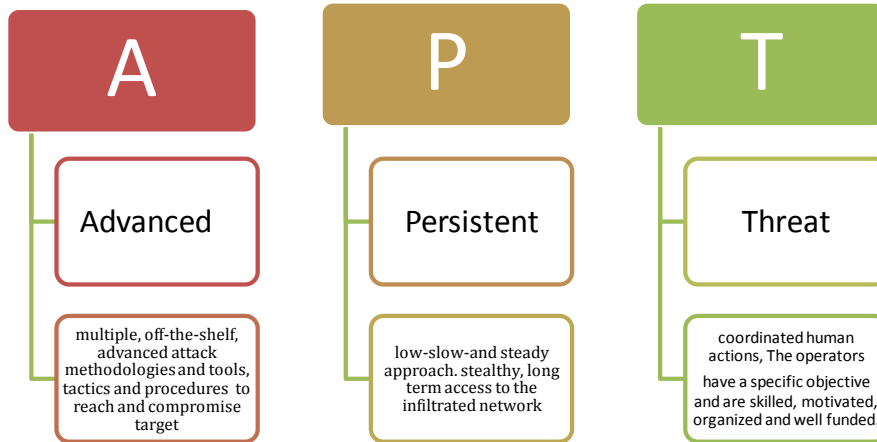 A
Advanced
multiple, off-the-shelf,
advanced attack
methodologies and tools,
tactics and procedures to
reach and compromise
target
P
Persistent
low-slow-and steady
approach. stealthy, long
term access to the
infiltrated network
T
Threat
coordinated human
actions, The operators
have a specific objective
and are skilled, motivated,
organized and well funded.